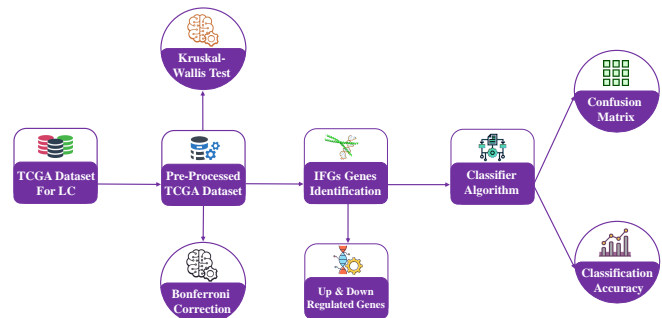 Kruskal-
Wallis Test
TCGA Dataset
For LC
Pre-Processed
TCGA Dataset
IFGs Genes
Identification
Classifier
Algorithm
Confusion
Matrix
Bonferroni
Correction
Up & Down
Regulated Genes
Classification
Accuracy